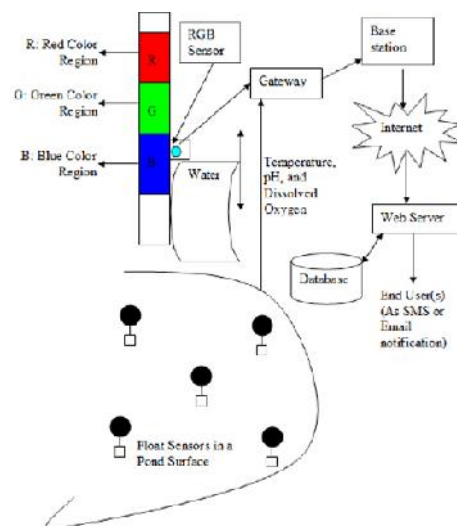 R: Red Color
Region
G: Green Color
Region
B: Blue Color
Region
R
G
B
RGB
Sensor
Water
Gateway
Base
station
Internet
Temperature,
pH, and
Dissolved
Oxygen
Web Server
Database
End User(s)
(As SMS or
Email
notification)
Float Sensors in a
Pond Surface